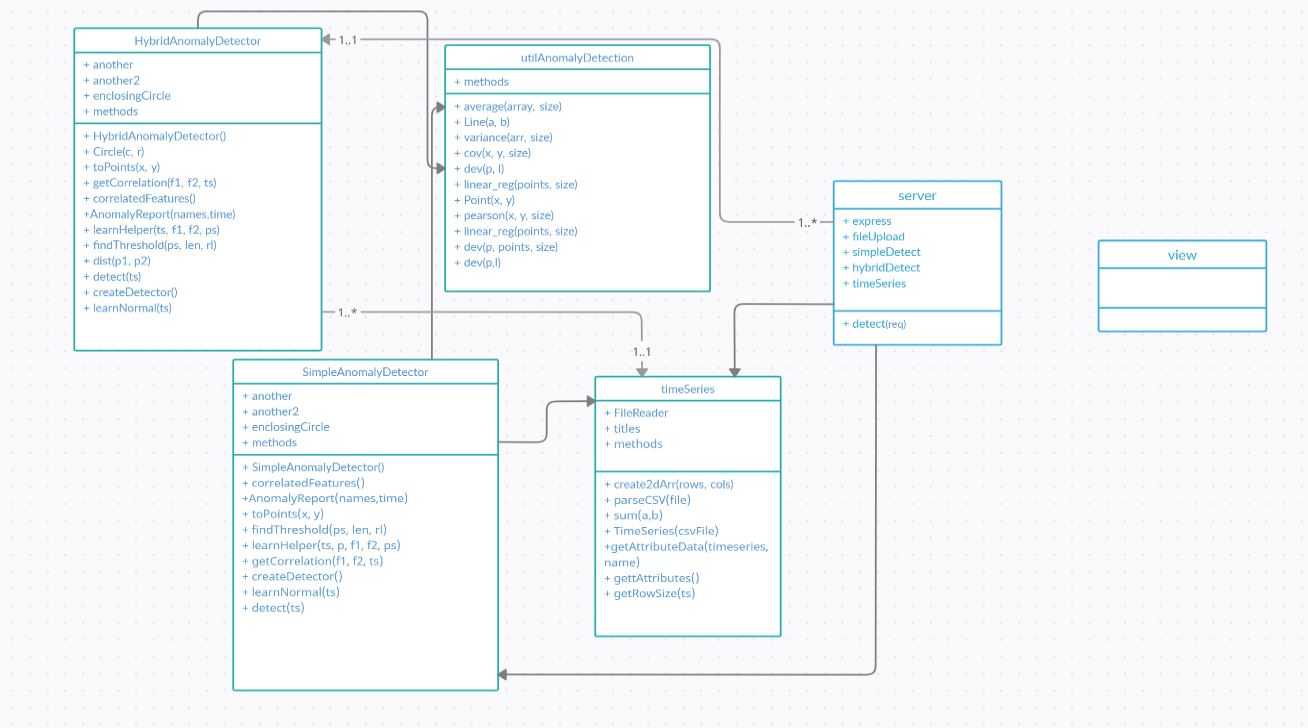 HybridAnomalyDetector
+ another
+ another2
+ enclosingCircle
+ methods
+ HybridAnomalyDetector()
+ Circle(c, r)
+ toPoints(x, y)
+ getCorrelation(f1, f2, ts)
+ correlatedFeatures()
+AnomalyReport(names,time)
+ learnHelper(ts, f1, f2, ps)
+ findThreshold(ps, len, rl)
+ dist(p1, p2)
+ detect(ts)
+ createDetector()
+ learnNormal(ts)
1..1
utilAnomalyDetection
+ methods
+ average(array, size)
+ Line(a, b)
+ variance(arr, size)
+ cov(x, y, size)
+ dev(p, l)
+ linear_reg(points, size)
+ Point(x, y)
+ pearson(x, y, size)
+ linear_reg(points, size)
+ dev(p, points, size)
+ dev(p,l)
1..*
server
+ express
+ fileUpload
+ simpleDetect
+ hybridDetect
+ timeSeries
+ detect(req)
view
1..*
1..1
SimpleAnomalyDetector
+ another
+ another2
+ enclosingCircle
+ methods
+ SimpleAnomalyDetector()
+ correlatedFeatures()
+AnomalyReport(names,time)
+ toPoints(x, y)
+ findThreshold(ps, len, rl)
+ learnHelper(ts, p, f1, f2, ps)
+ getCorrelation(f1, f2, ts)
+ createDetector()
+ learnNormal(ts)
+ detect(ts)
timeSeries
+ FileReader
+ titles
+ methods
+ create2dArr(rows, cols)
+ parseCSV(file)
+ sum(a,b)
+ TimeSeries(csvFile)
+getAttributeData(timeseries,
name)
+ gettAttributes()
+ getRowSize(ts)